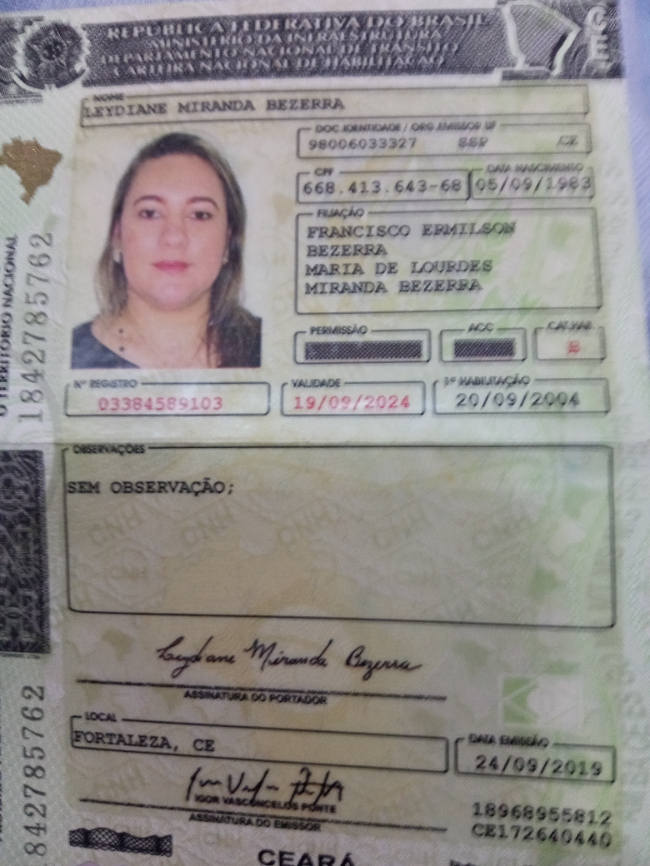 REPÚBLICA FEDERATIVA DO BRASIL
MINISTÉRIO DA INFRAESTRUTURA
DEPARTAMENTO NACIONAL DE TRÂNSITO
CARTEIRA NACIONAL DE HABILITAÇÃO
NOME
LEYDIANE MIRANDA BEZERRA
DOC IDENTIDADE / ORG EMISSOR UF
98006033327 SSP CE
CPF DATA NASCIMENTO
668.413.643-68 05/09/1983
FILIAÇÃO
FRANCISCO ERMILSON
BEZERRA
MARIA DE LOURDES
MIRANDA BEZERRA
PERMISSÃO ACC CAT.HAB
B
Nº REGISTRO VALIDADE 1ª HABILITAÇÃO
03384589103 19/09/2024 20/09/2004
OBSERVAÇÕES
SEM OBSERVAÇÃO;
Leydiane Miranda Bezerra
ASSINATURA DO PORTADOR
LOCAL DATA EMISSÃO
FORTALEZA, CE 24/09/2019
IGOR VASCONCELOS PONTE
ASSINATURA DO EMISSOR
18968955812
CE172640440
CEARÁ
O TERRITÓRIO NACIONAL
1842785762
842785762